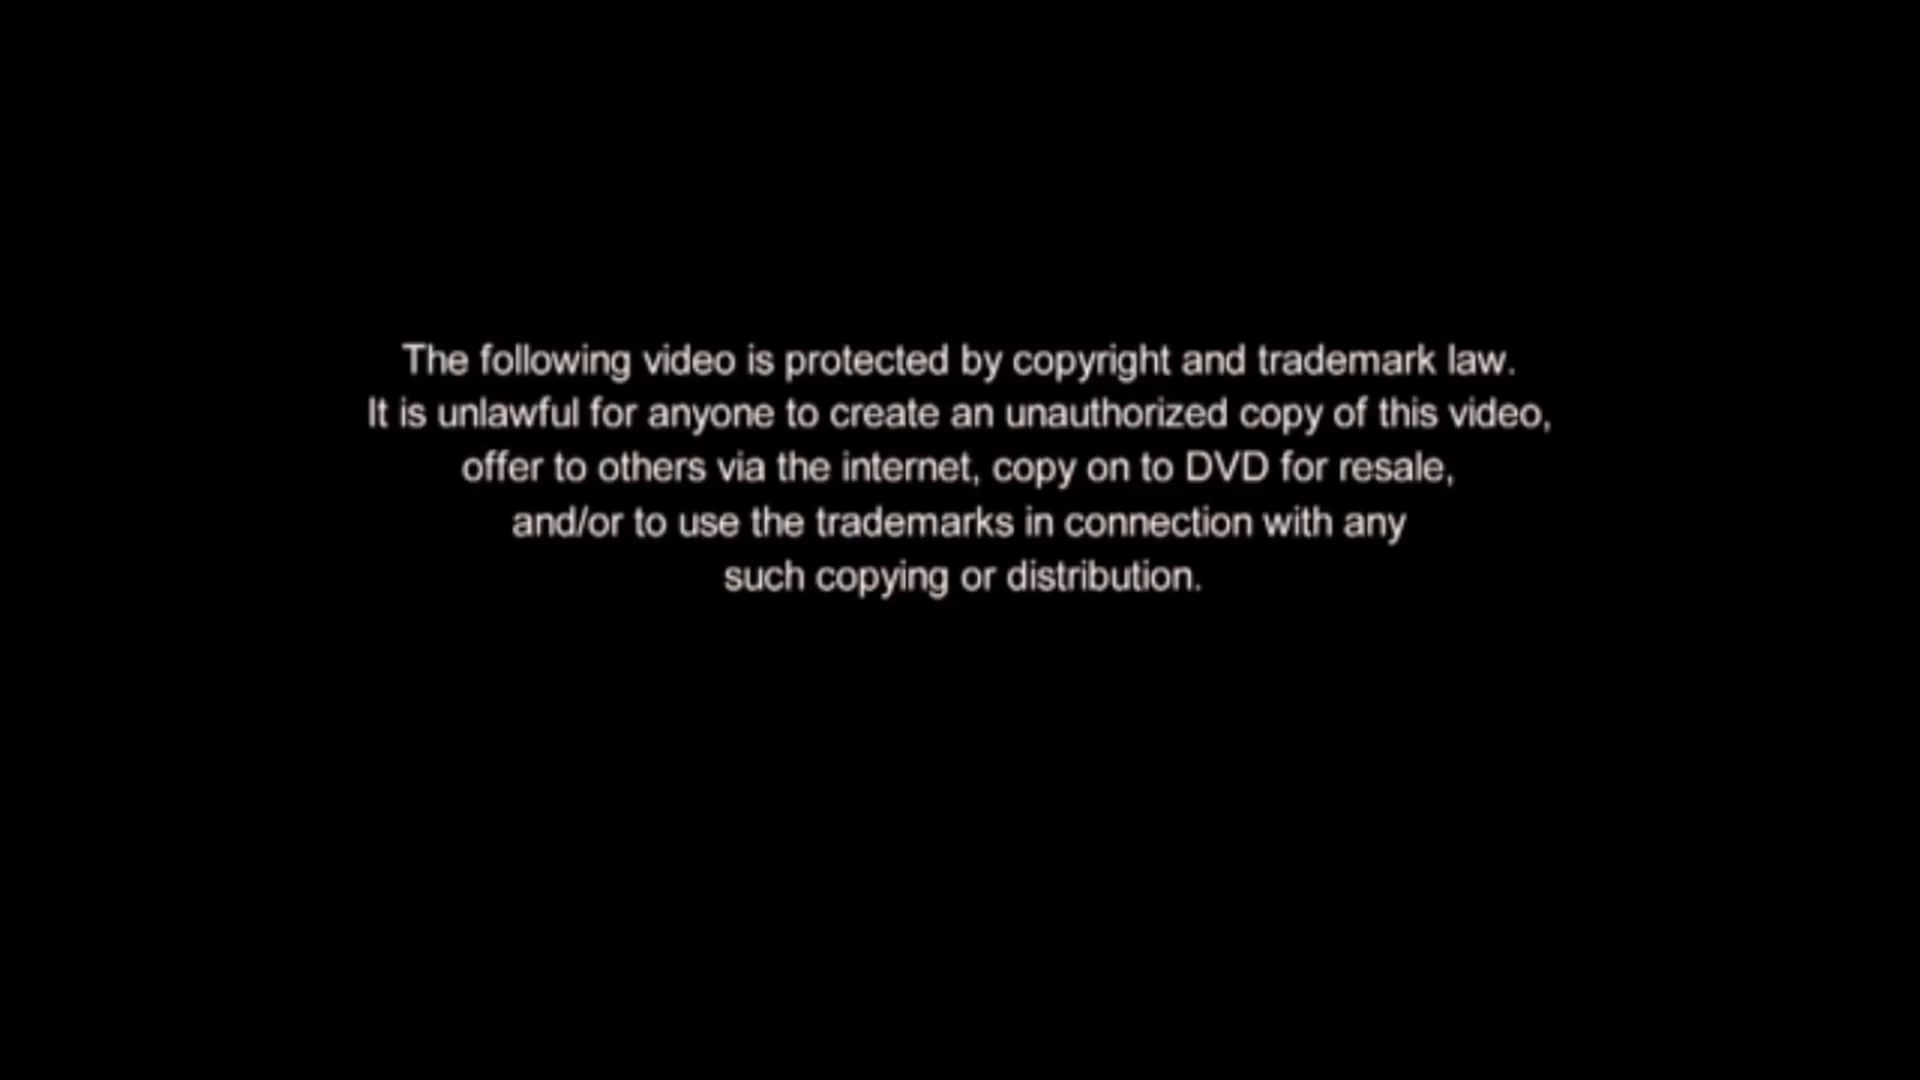 The following video is protected by copyright and trademark law.
It is unlawful for anyone to create an unauthorized copy of this video,
offer to others via the internet, copy on to DVD for resale,
and/or to use the trademarks in connection with any
such copying or distribution.